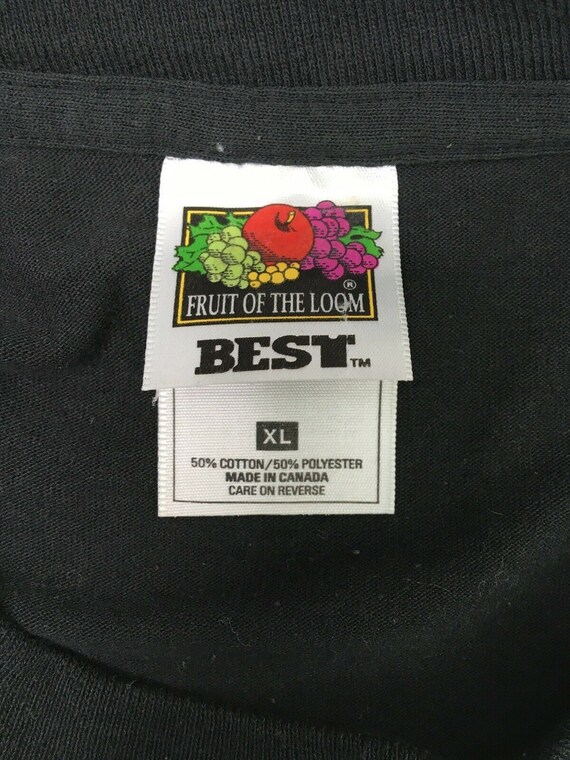 ®
FRUIT OF THE LOOM
BEST™
XL
50% COTTON/50% POLYESTER
MADE IN CANADA
CARE ON REVERSE